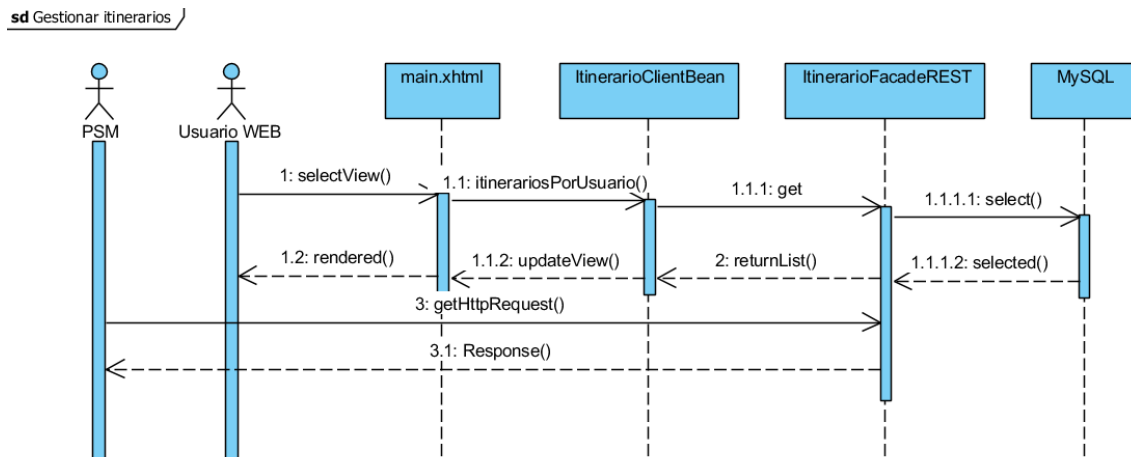 sd Gestionar itinerarios
main.xhtml
ItinerarioClientBean
ItinerarioFacadeREST
MySQL
PSM
Usuario WEB
1: selectView()
1.1: itinerariosPorUsuario()
1.1.1: get
1.1.1.1: select()
1.2: rendered()
1.1.2: updateView()
2: returnList()
1.1.1.2: selected()
3: getHttpRequest()
3.1: Response()